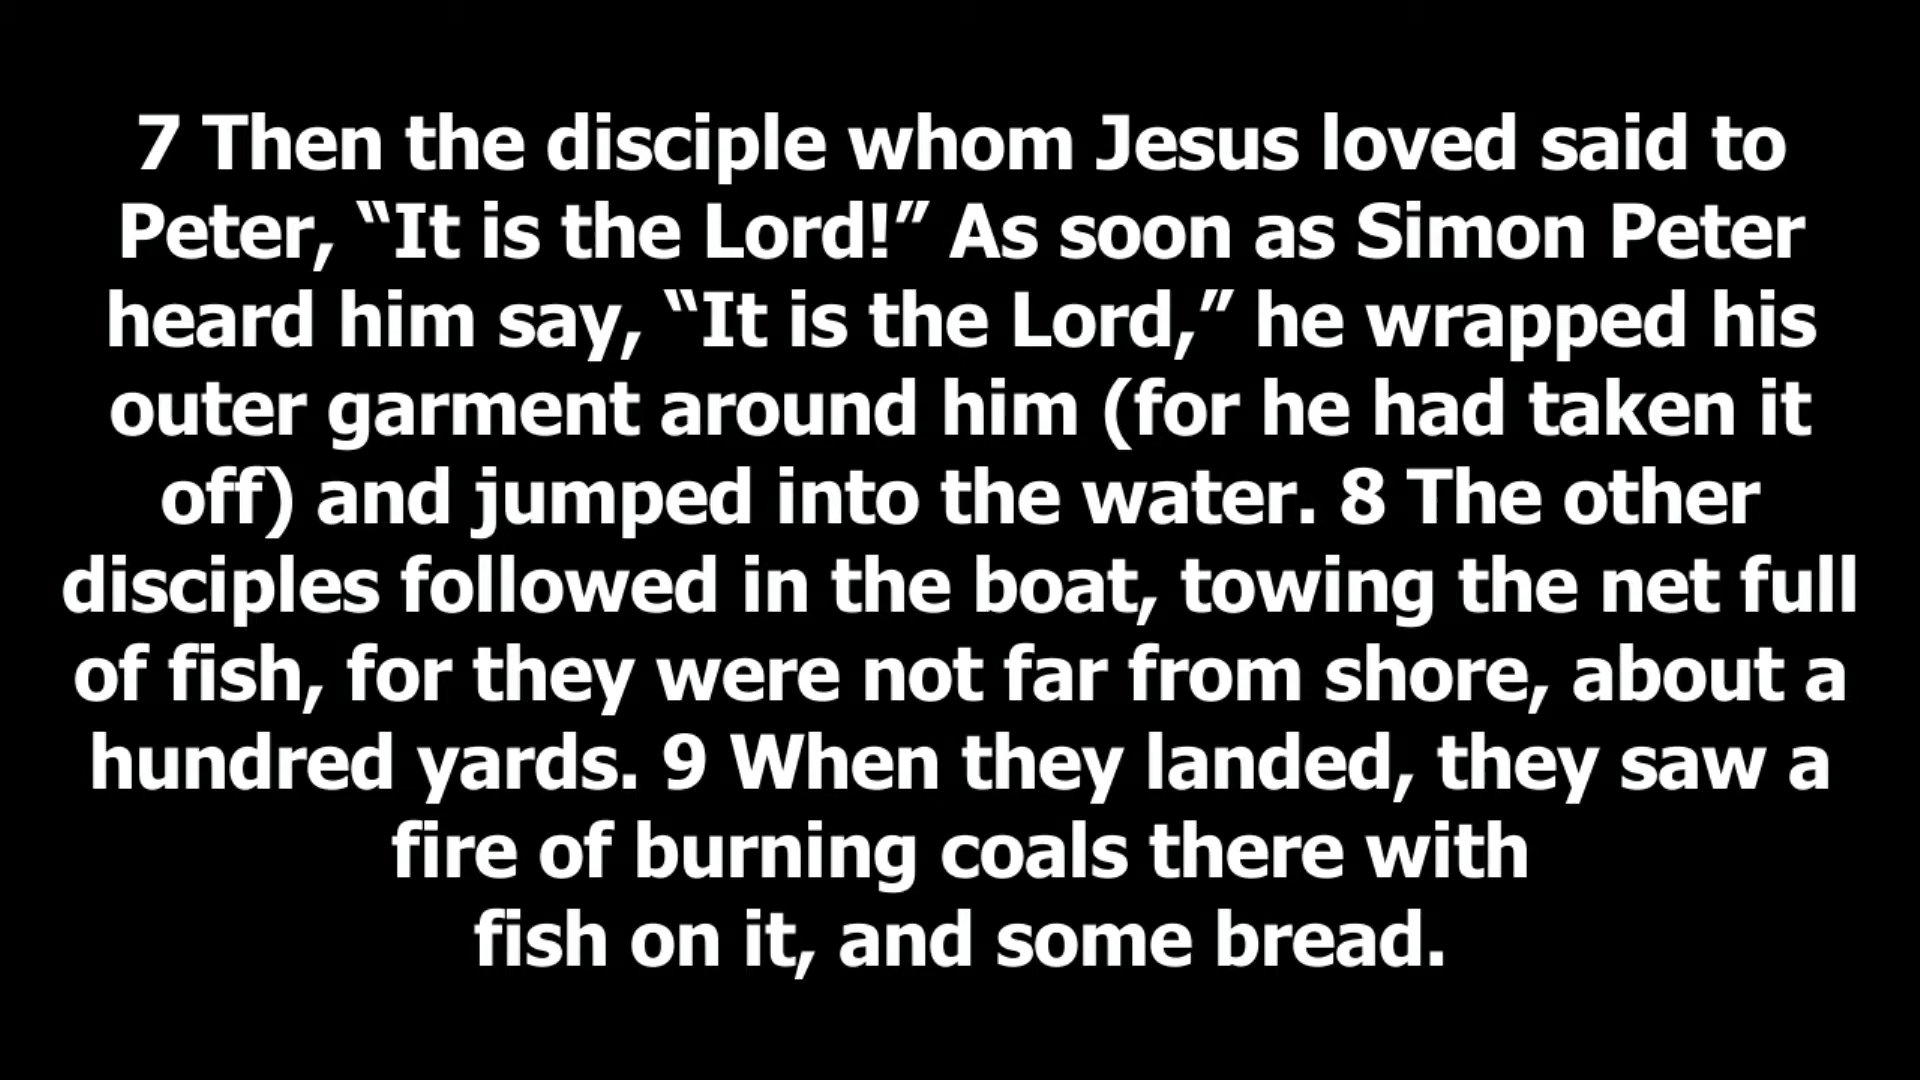 7 Then the disciple whom Jesus loved said to
Peter, “It is the Lord!” As soon as Simon Peter
heard him say, “It is the Lord,” he wrapped his
outer garment around him (for he had taken it
off) and jumped into the water. 8 The other
disciples followed in the boat, towing the net full
of fish, for they were not far from shore, about a
hundred yards. 9 When they landed, they saw a
fire of burning coals there with
fish on it, and some bread.